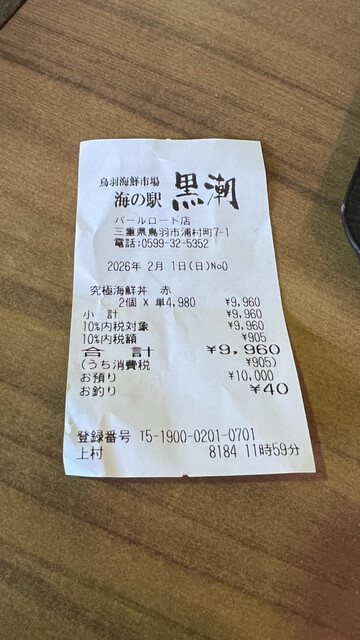 鳥羽海鮮市場
海の駅 黒潮
パールロード店
三重県鳥羽市浦村町7-1
電話:0599-32-5352
2026年 2月 1日(日)No0
究極海鮮丼 赤
2個 X 単4,980 ¥9,960
小 計 ¥9,960
10%内税対象 ¥9,960
10%内税額 ¥905
合 計 ¥9,960
(うち消費税 ¥905)
お預り ¥10,000
お釣り ¥40
登録番号 T5-1900-0201-0701
上村 8184 11時59分